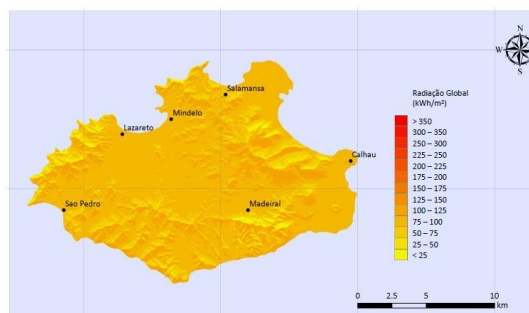 N
W
S
Salamansa
Mindelo
Lazareto
Calhau
Sao Pedro
Madeiral
Radiação Global
(kWh/m²)
> 350
300 – 350
250 – 300
225 – 250
200 – 225
175 – 200
150 – 175
125 – 150
100 – 125
75 – 100
50 – 75
25 – 50
< 25
0 2.5 5 10
km